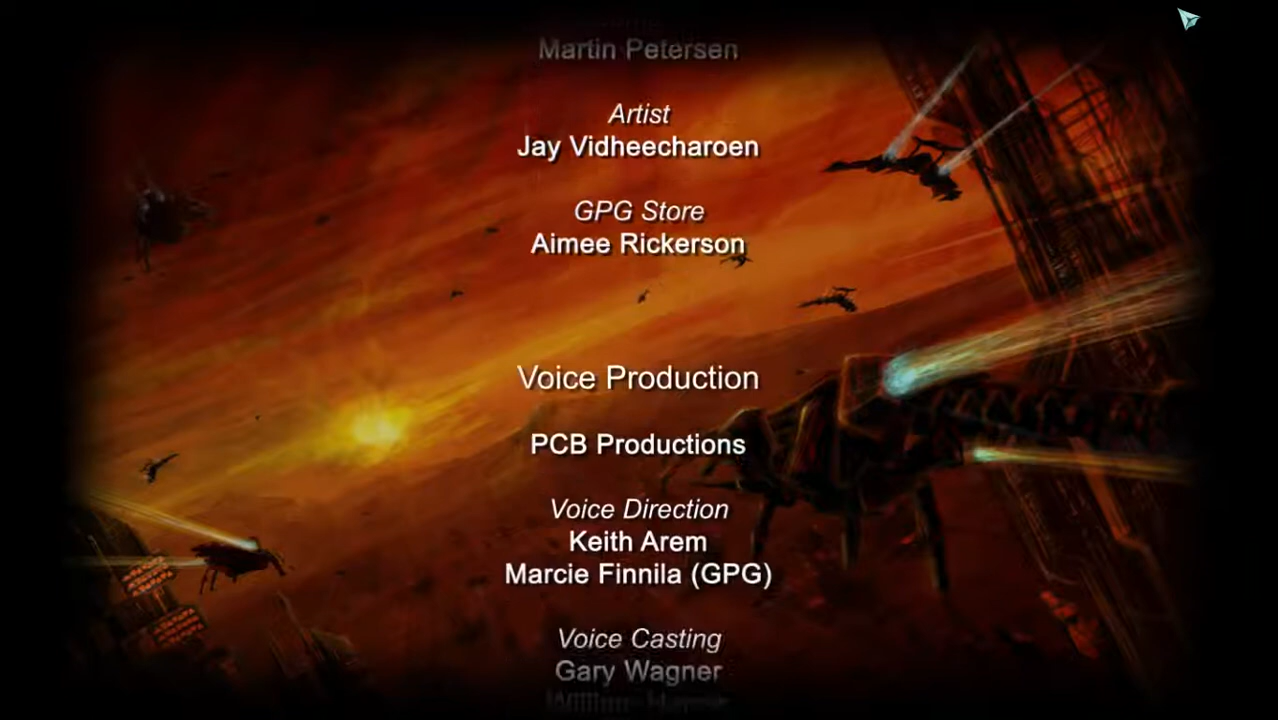 Martin Petersen
Artist
Jay Vidheecharoen
GPG Store
Aimee Rickerson
Voice Production
PCB Productions
Voice Direction
Keith Arem
Marcie Finnila (GPG)
Voice Casting
Gary Wagner